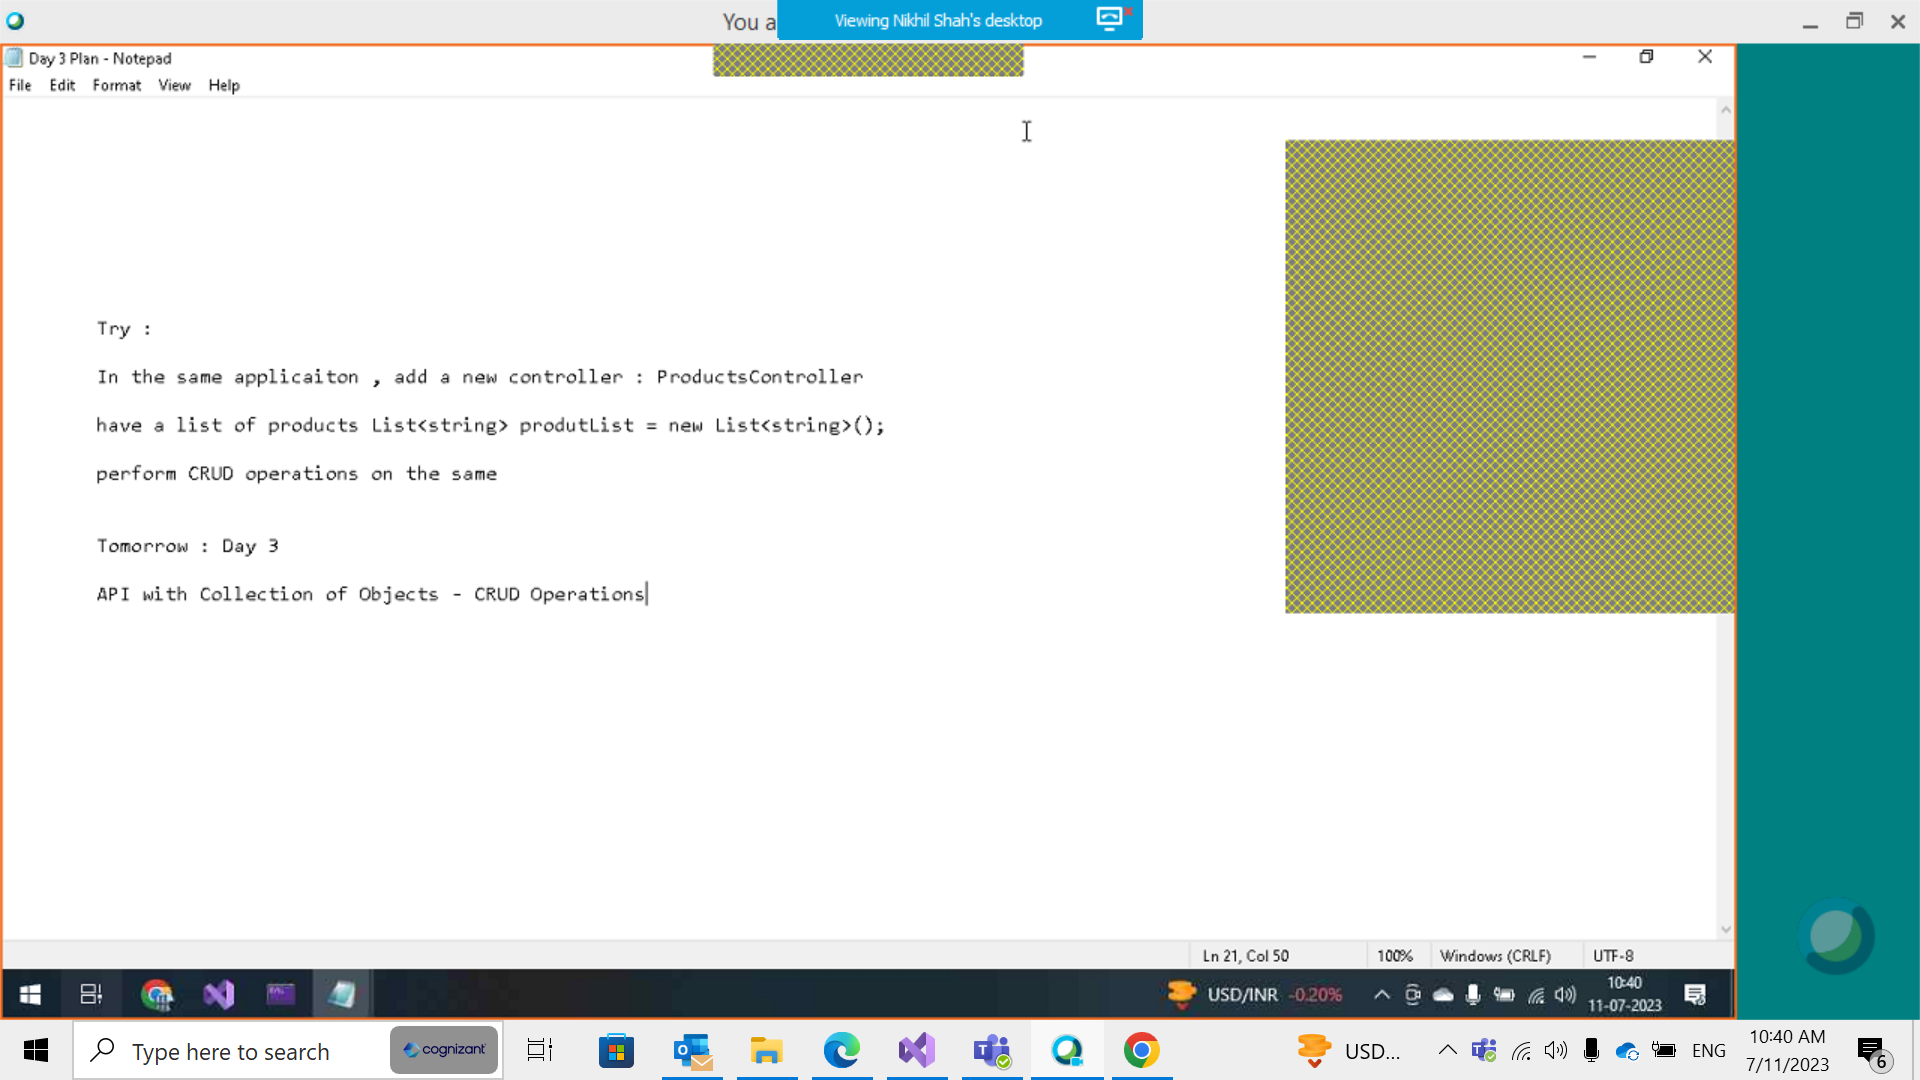 You a
Viewing Nikhil Shah's desktop
Day 3 Plan - Notepad
File Edit Format View Help
Try :
In the same applicaiton , add a new controller : ProductsController
have a list of products List<string> produtList = new List<string>();
perform CRUD operations on the same
Tomorrow : Day 3
API with Collection of Objects - CRUD Operations
Ln 21, Col 50 100% Windows (CRLF) UTF-8
USD/INR -0.20% 10:40
11-07-2023
Type here to search cognizant USD... ENG 10:40 AM
7/11/2023 6